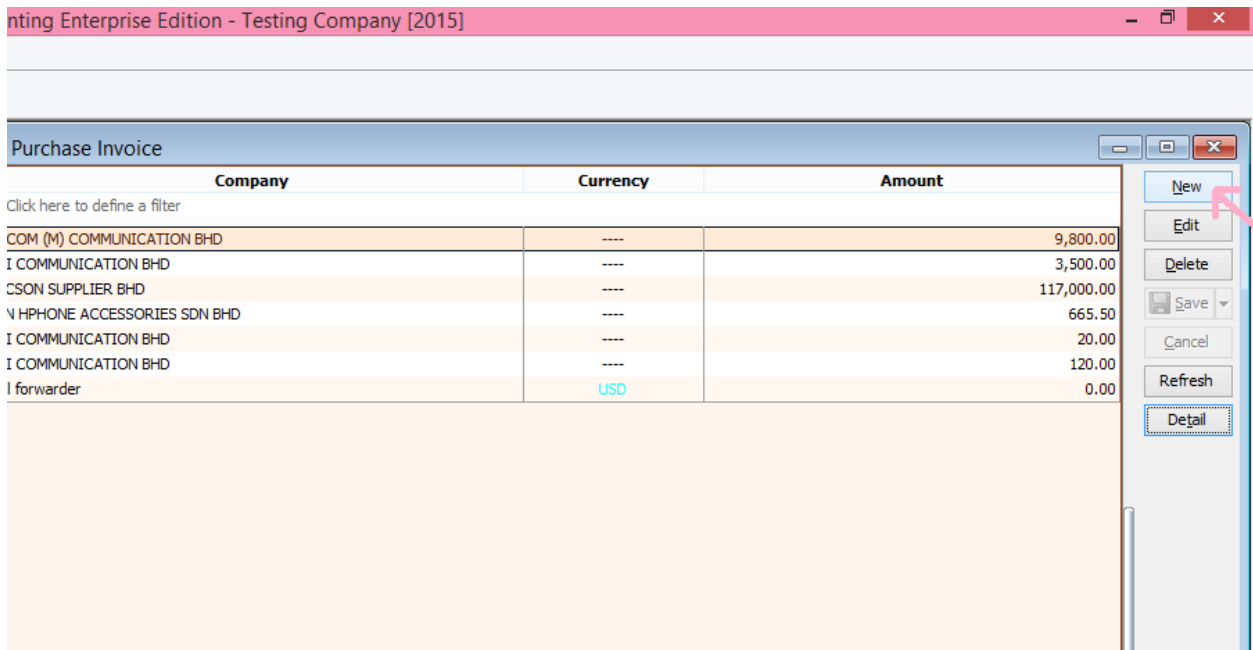 nting Enterprise Edition - Testing Company [2015]
Purchase Invoice
Company Currency Amount
Click here to define a filter
COM (M) COMMUNICATION BHD ---- 9,800.00
I COMMUNICATION BHD ---- 3,500.00
CSON SUPPLIER BHD ---- 117,000.00
N HPHONE ACCESSORIES SDN BHD ---- 665.50
I COMMUNICATION BHD ---- 20.00
I COMMUNICATION BHD ---- 120.00
l forwarder USD 0.00
New
Edit
Delete
Save
Cancel
Refresh
Detail